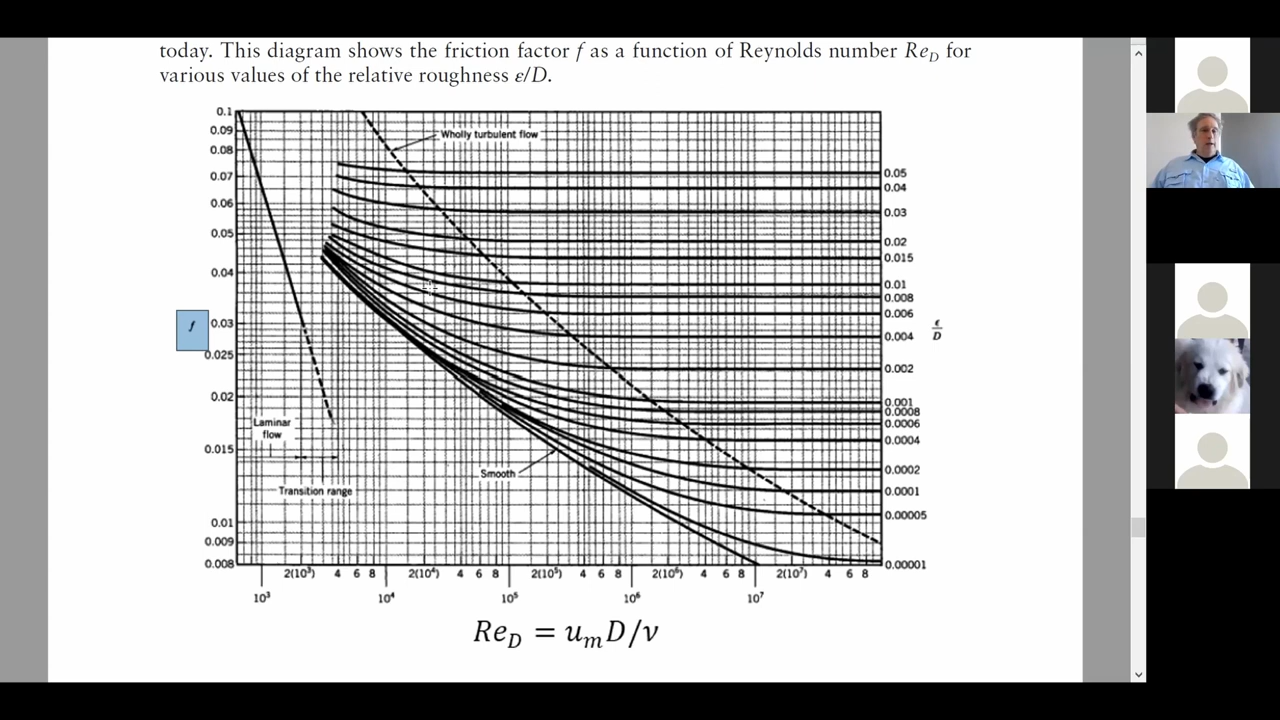 today. This diagram shows the friction factor f as a function of Reynolds number Re_D for
various values of the relative roughness ε/D.
0.1
0.09
0.08
0.07
0.06
0.05
0.04
0.03
0.025
0.02
0.015
0.01
0.009
0.008
f
Wholly turbulent flow
Laminar
flow
Transition range
Smooth
0.05
0.04
0.03
0.02
0.015
0.01
0.008
0.006
0.004
0.002
0.001
0.0008
0.0006
0.0004
0.0002
0.0001
0.00005
0.00001
ϵ
D
2(10³) 4 6 8 2(10⁴) 4 6 8 2(10⁵) 4 6 8 2(10⁶) 4 6 8 2(10⁷) 4 6 8
10³ 10⁴ 10⁵ 10⁶ 10⁷
Re_D = u_m D/ν